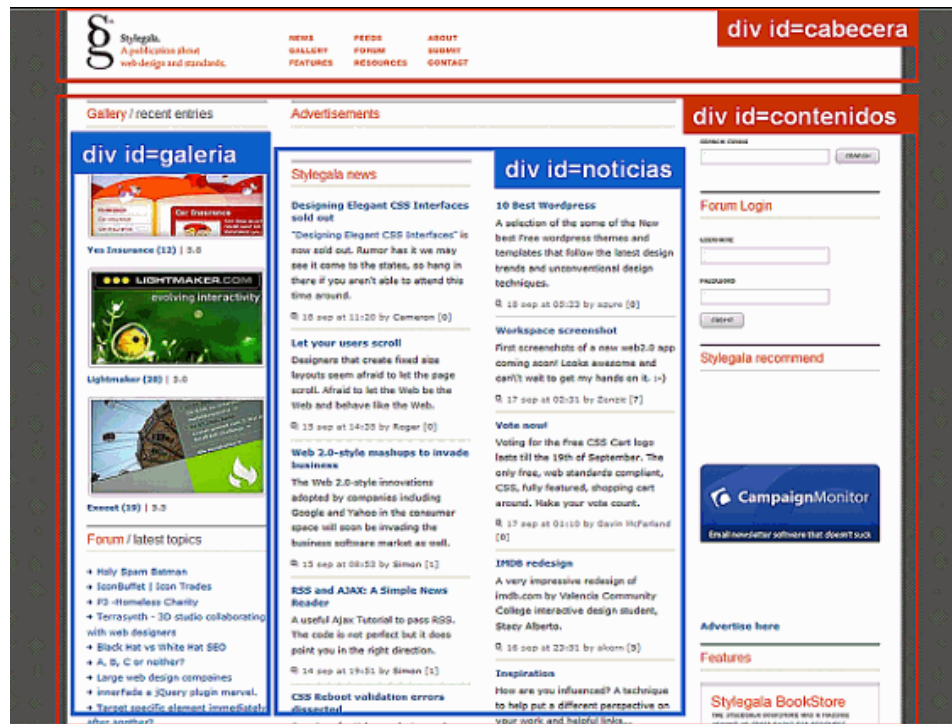 Stylegala.
A publication about
web design and standards.
NEWS FEEDS ABOUT
GALLERY FORUM SUBMIT
FEATURES RESOURCES CONTACT
div id=cabecera
div id=contenidos
Gallery / recent entries
div id=galeria
Yes Insurance (12) | 3.0
LIGHTMAKER.COM
evolving interactivity
Lightmaker (28) | 3.0
Forum / latest topics
Holy Spam Batman
IconBuffet | Icon Trades
P3 -Homeless Charity
Terrasynth - 3D studio collaborating
with web designers
Black Hat vs White Hat SEO
A, B, C or neither?
Large web design compaines
innerfade a jQuery plugin marvel.
Target specific element immediately
after another?
Advertisements
div id=noticias
Stylegala news
Designing Elegant CSS Interfaces
sold out
"Designing Elegant CSS Interfaces" is
now sold out. Rumor has it we may
see it come to the states, so hang in
there if you aren't able to attend this
time around.
18 sep at 11:20 by Cameron [0]
Let your users scroll
Designers that create fixed size
layouts seem afraid to let the page
scroll. Afraid to let the Web be the
Web and behave like the Web.
15 sep at 14:35 by Roger [0]
Web 2.0-style mashups to invade
business
The Web 2.0-style innovations
adopted by companies including
Google and Yahoo in the consumer
space will soon be invading the
business software market as well.
15 sep at 08:53 by Simon [1]
RSS and AJAX: A Simple News
Reader
A useful Ajax Tutorial to pass RSS.
The code is not perfect but it does
point you in the right direction.
14 sep at 19:51 by Simon [1]
CSS Reboot validation errors
dissected
10 Best Wordpress
A selection of the some of the New
best Free wordpress themes and
templates that follow the latest design
trends and unconventional design
techniques.
18 sep at 05:23 by azure [0]
Workspace screenshot
First screenshots of a new web2.0 app
coming soon! Looks awesome and
can\'t wait to get my hands on it. :-)
17 sep at 02:31 by Zenzie [7]
Vote now!
Voting for the Free CSS Cart logo
lasts till the 19th of September. The
only free, web standards compliant,
CSS, fully featured, shopping cart
around. Make your vote count.
17 sep at 01:10 by Gavin McFarland
[0]
IMDB redesign
A very impressive redesign of
imdb.com by Valencia Community
College interactive design student,
Stacy Alberto.
16 sep at 23:31 by skorn [5]
Inspiration
How are you influenced? A technique
to help put a different perspective on
your work and helpful links...
SEARCH
Forum Login
USERNAME
PASSWORD
Stylegala recommend
CampaignMonitor
Email newsletter software that doesn't suck
Advertise here
Features
Stylegala BookStore